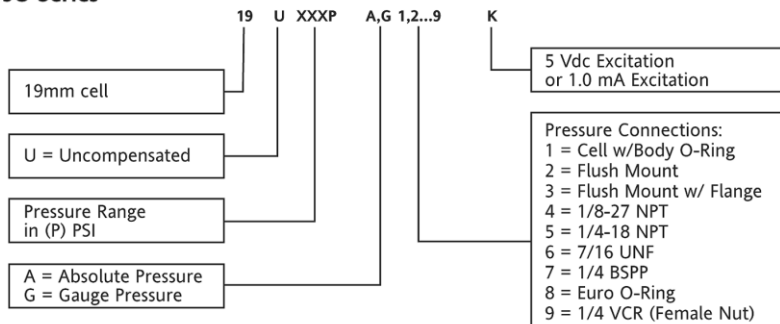 19 U XXXP A,G 1,2...9 K
5 Vdc Excitation
or 1.0 mA Excitation
19mm cell
U = Uncompensated
Pressure Range
in (P) PSI
A = Absolute Pressure
G = Gauge Pressure
Pressure Connections:
1 = Cell w/Body O-Ring
2 = Flush Mount
3 = Flush Mount w/ Flange
4 = 1/8-27 NPT
5 = 1/4-18 NPT
6 = 7/16 UNF
7 = 1/4 BSPP
8 = Euro O-Ring
9 = 1/4 VCR (Female Nut)